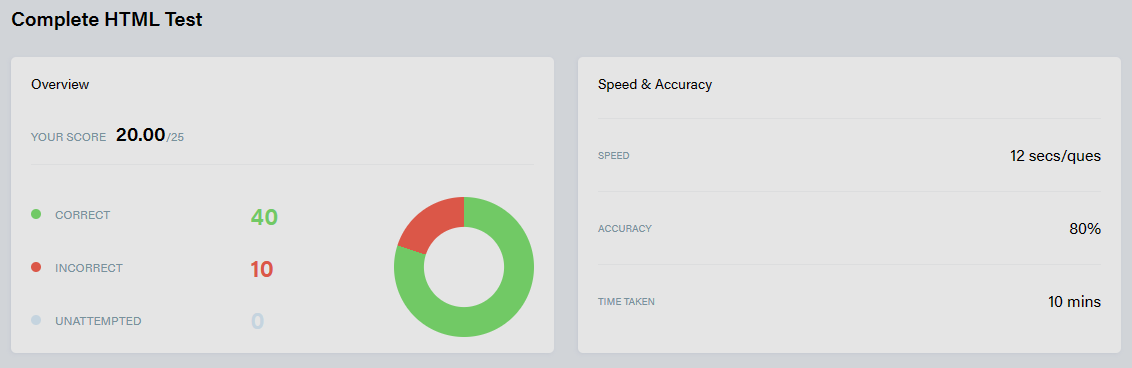 Complete HTML Test
Overview
YOUR SCORE 20.00/25
CORRECT 40
INCORRECT 10
UNATTEMPTED 0
Speed & Accuracy
SPEED 12 secs/ques
ACCURACY 80%
TIME TAKEN 10 mins